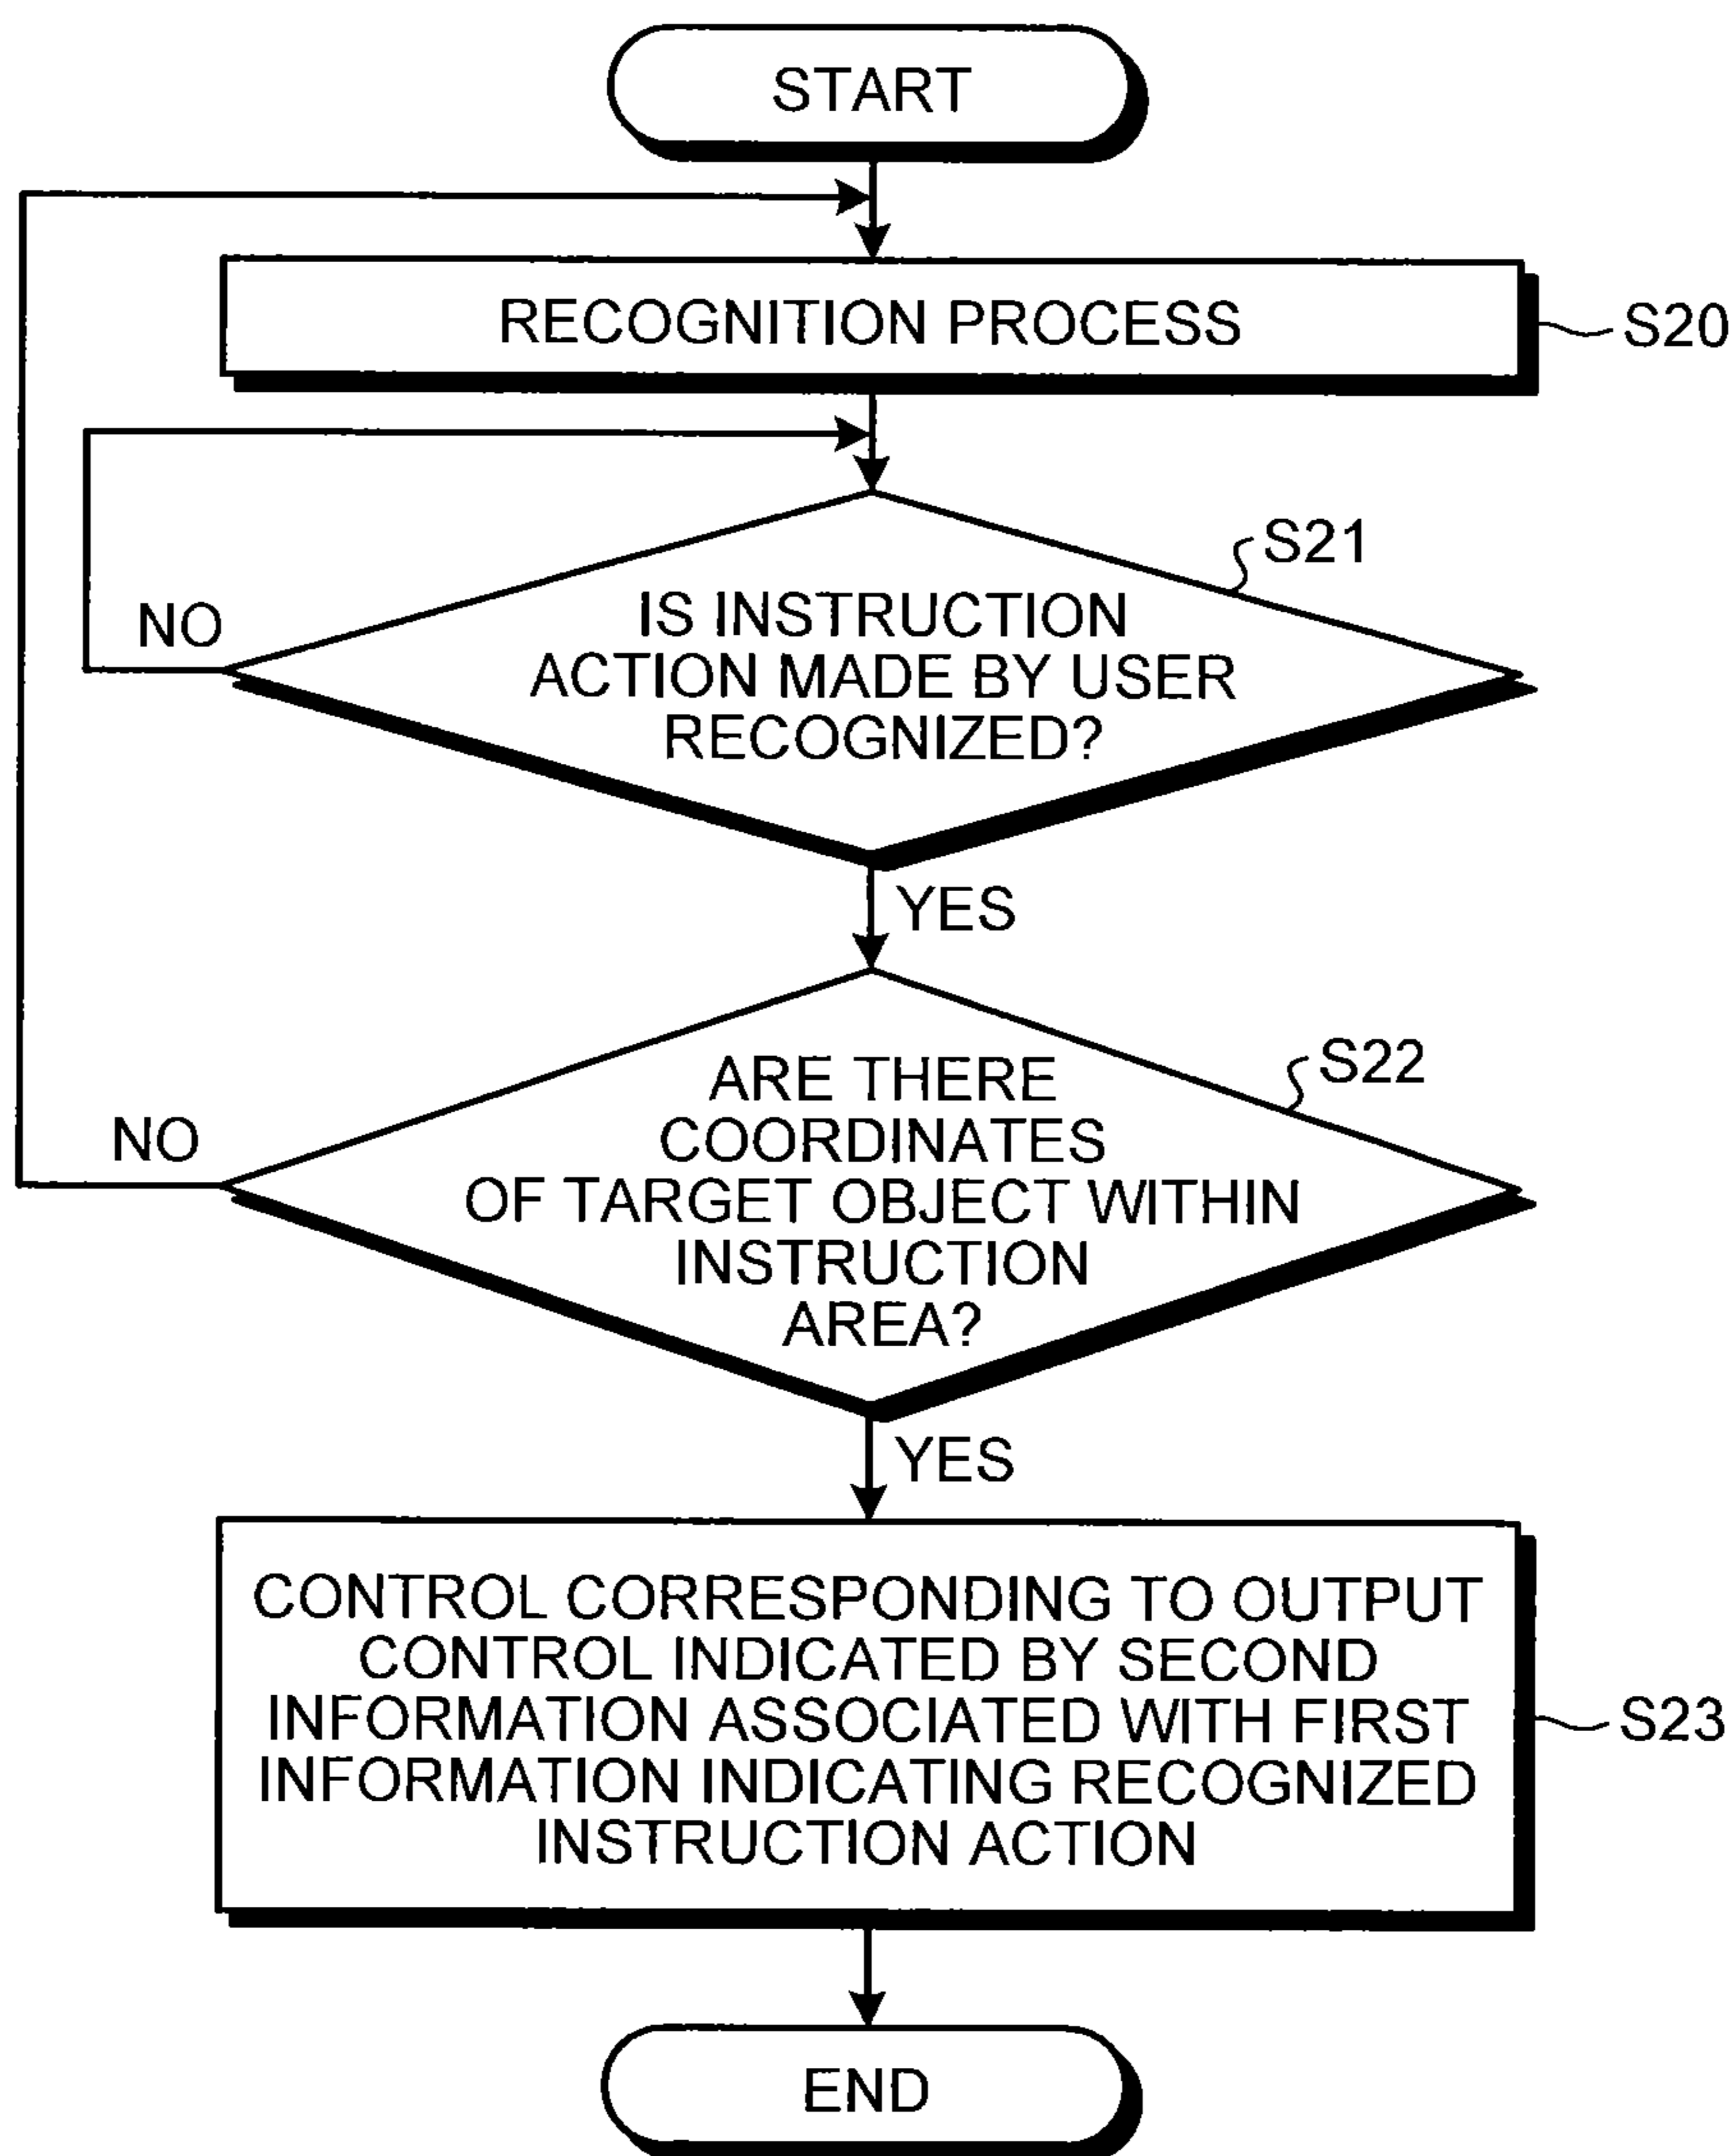 START
RECOGNITION PROCESS
S20
S21
IS INSTRUCTION
ACTION MADE BY USER
RECOGNIZED?
NO
YES
S22
ARE THERE
COORDINATES
OF TARGET OBJECT WITHIN
INSTRUCTION
AREA?
NO
YES
CONTROL CORRESPONDING TO OUTPUT
CONTROL INDICATED BY SECOND
INFORMATION ASSOCIATED WITH FIRST
INFORMATION INDICATING RECOGNIZED
INSTRUCTION ACTION
S23
END